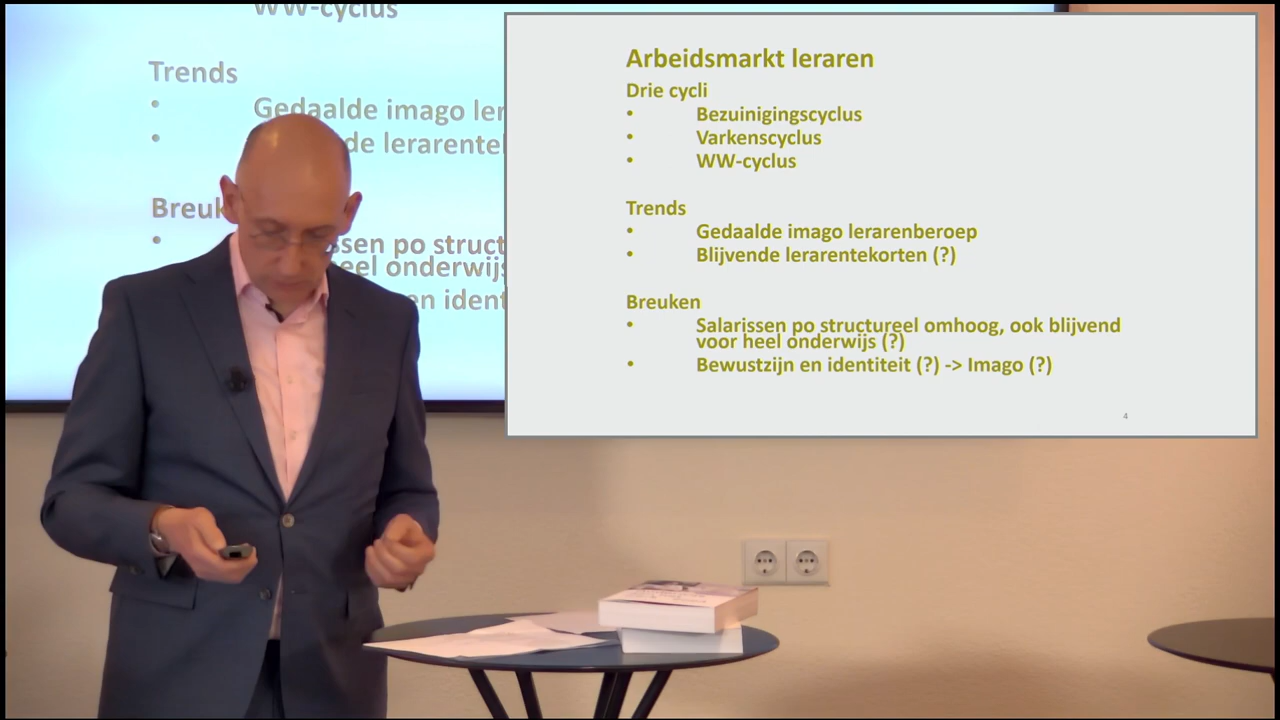 WW-cyclus
Trends
• Gedaalde imago ler
• de lerarentel
Breuk
• ssen po struct
eel onderwijs
en ident
Arbeidsmarkt leraren
Drie cycli
• Bezuinigingscyclus
• Varkenscyclus
• WW-cyclus
Trends
• Gedaalde imago lerarenberoep
• Blijvende lerarentekorten (?)
Breuken
• Salarissen po structureel omhoog, ook blijvend
voor heel onderwijs (?)
• Bewustzijn en identiteit (?) -> Imago (?)
4